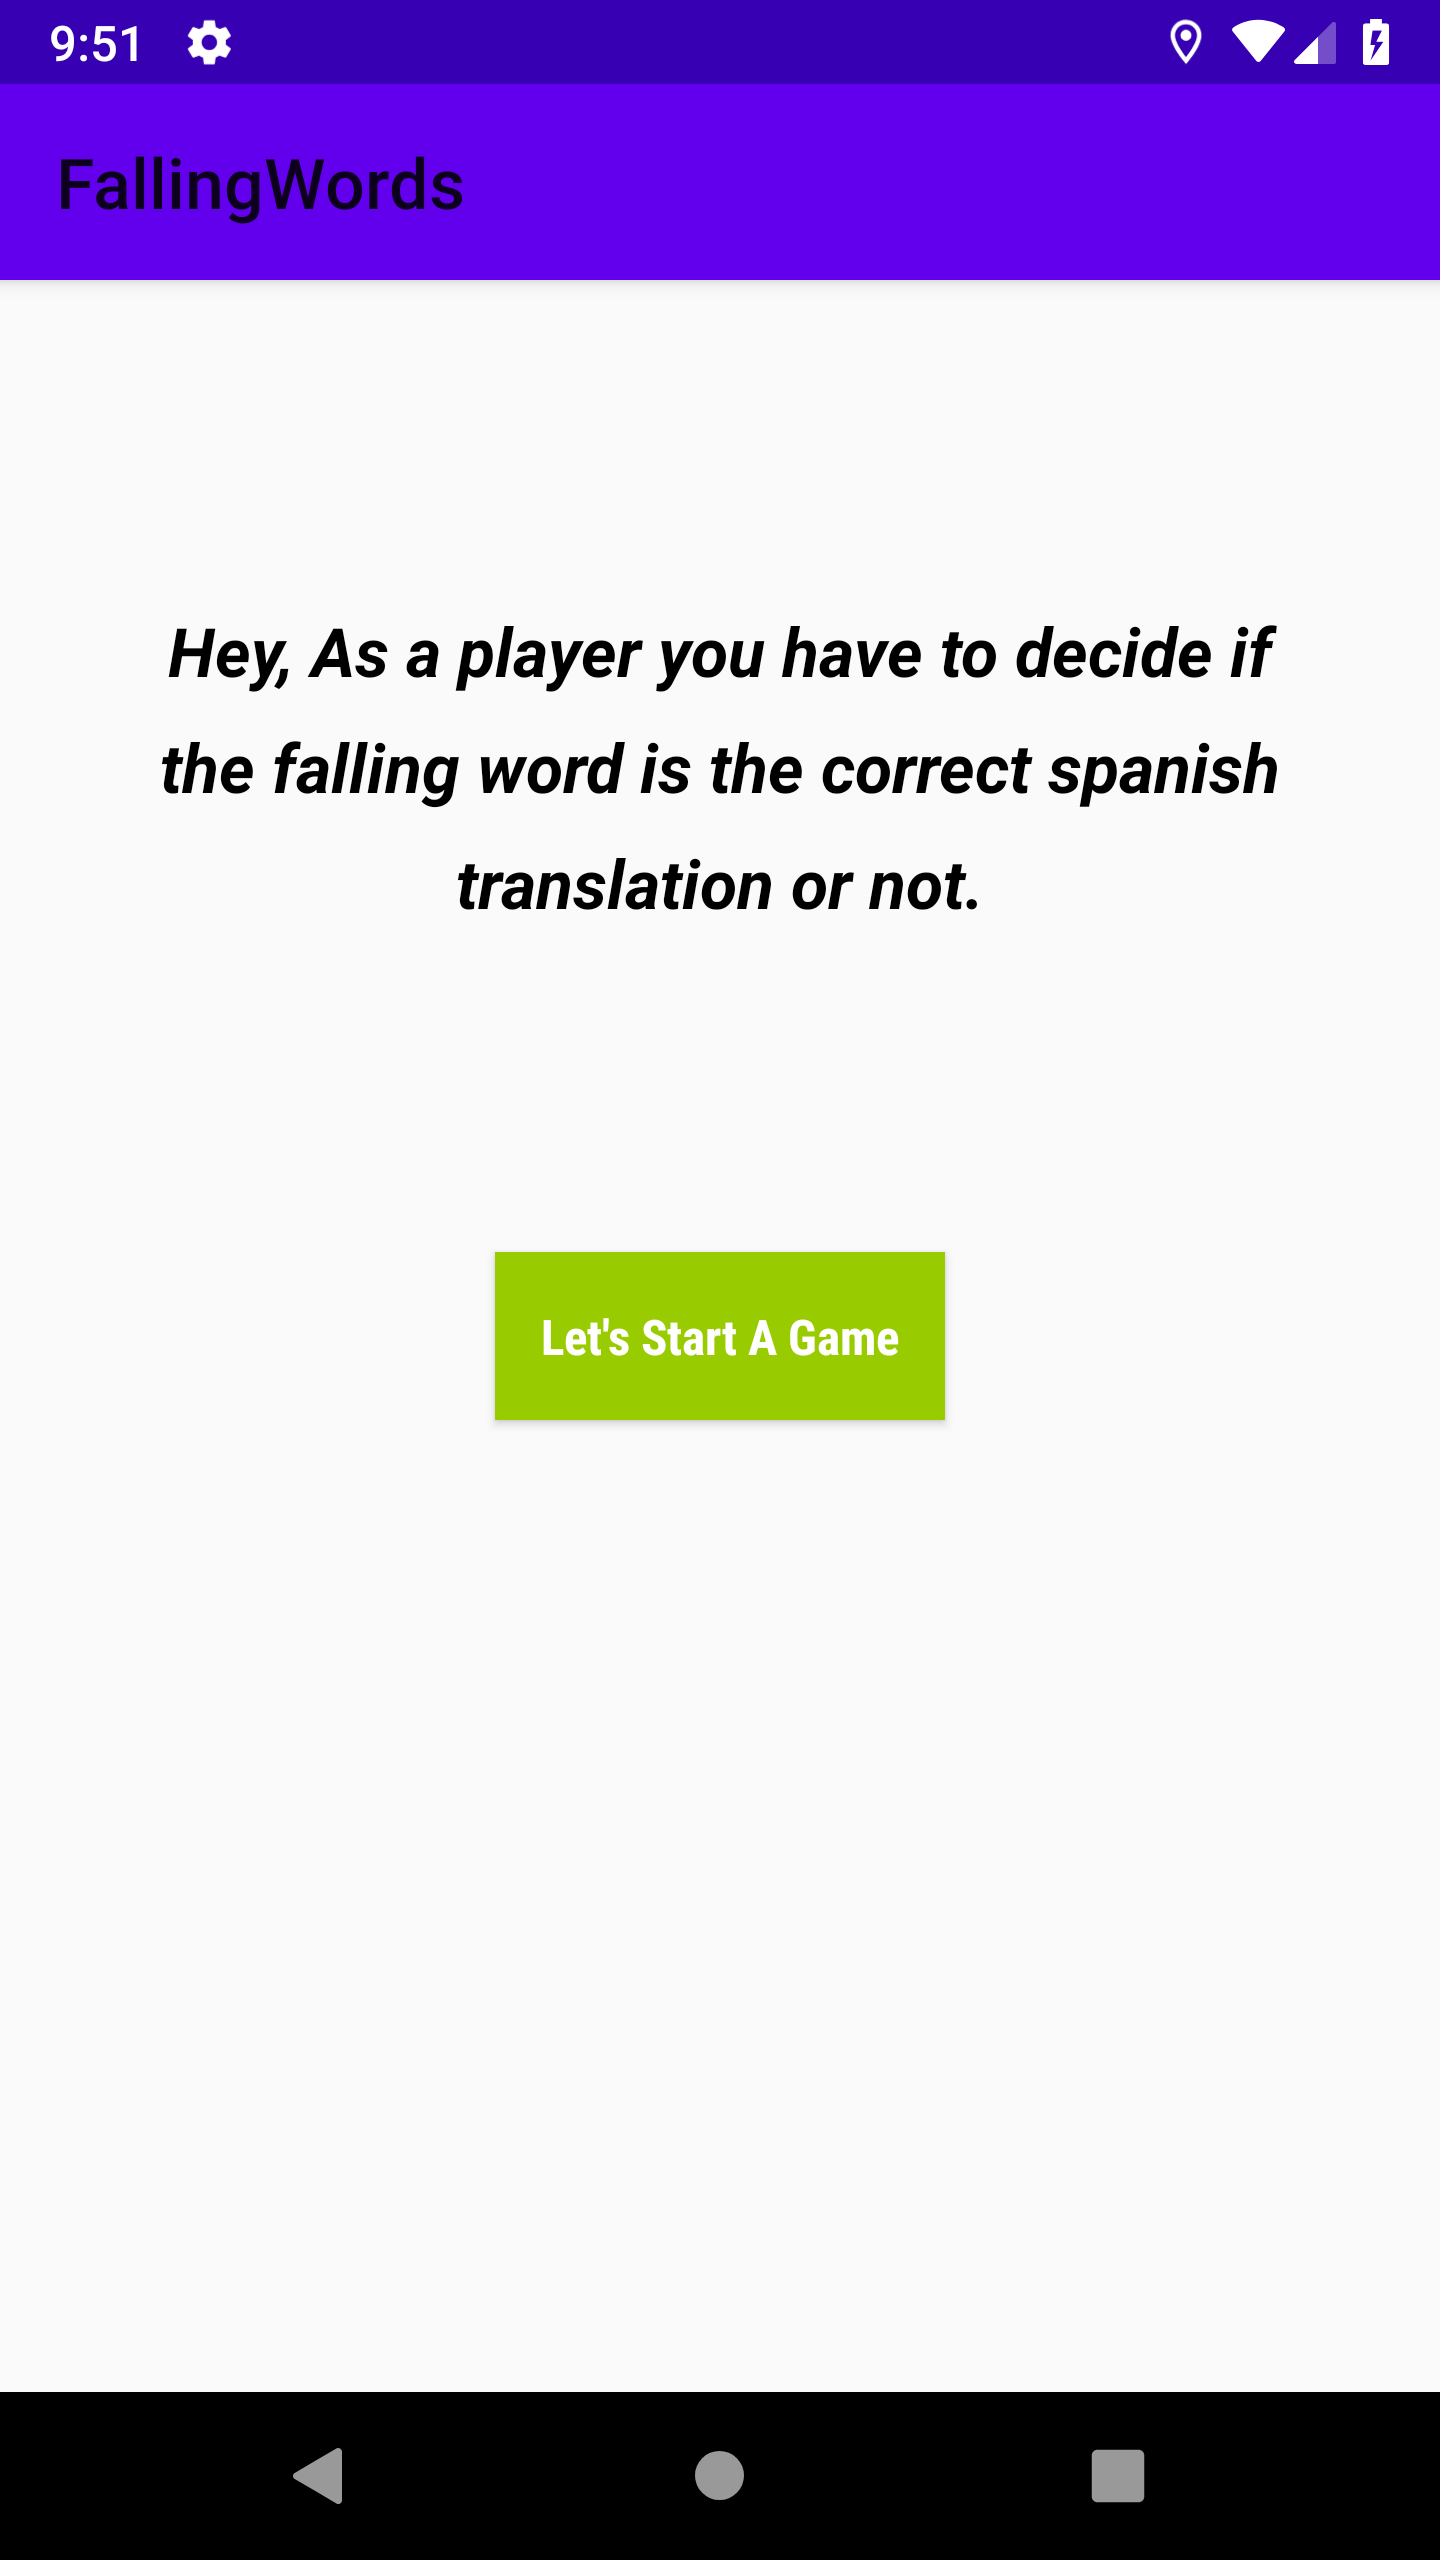 9:51
FallingWords
Hey, As a player you have to decide if
the falling word is the correct spanish
translation or not.
Let's Start A Game